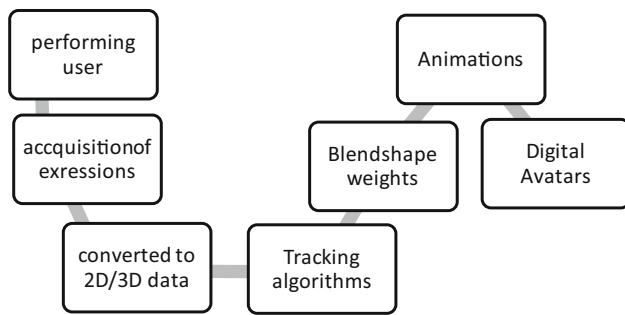 performing
user
accquisitionof
exressions
converted to
2D/3D data
Tracking
algorithms
Blendshape
weights
Animations
Digital
Avatars